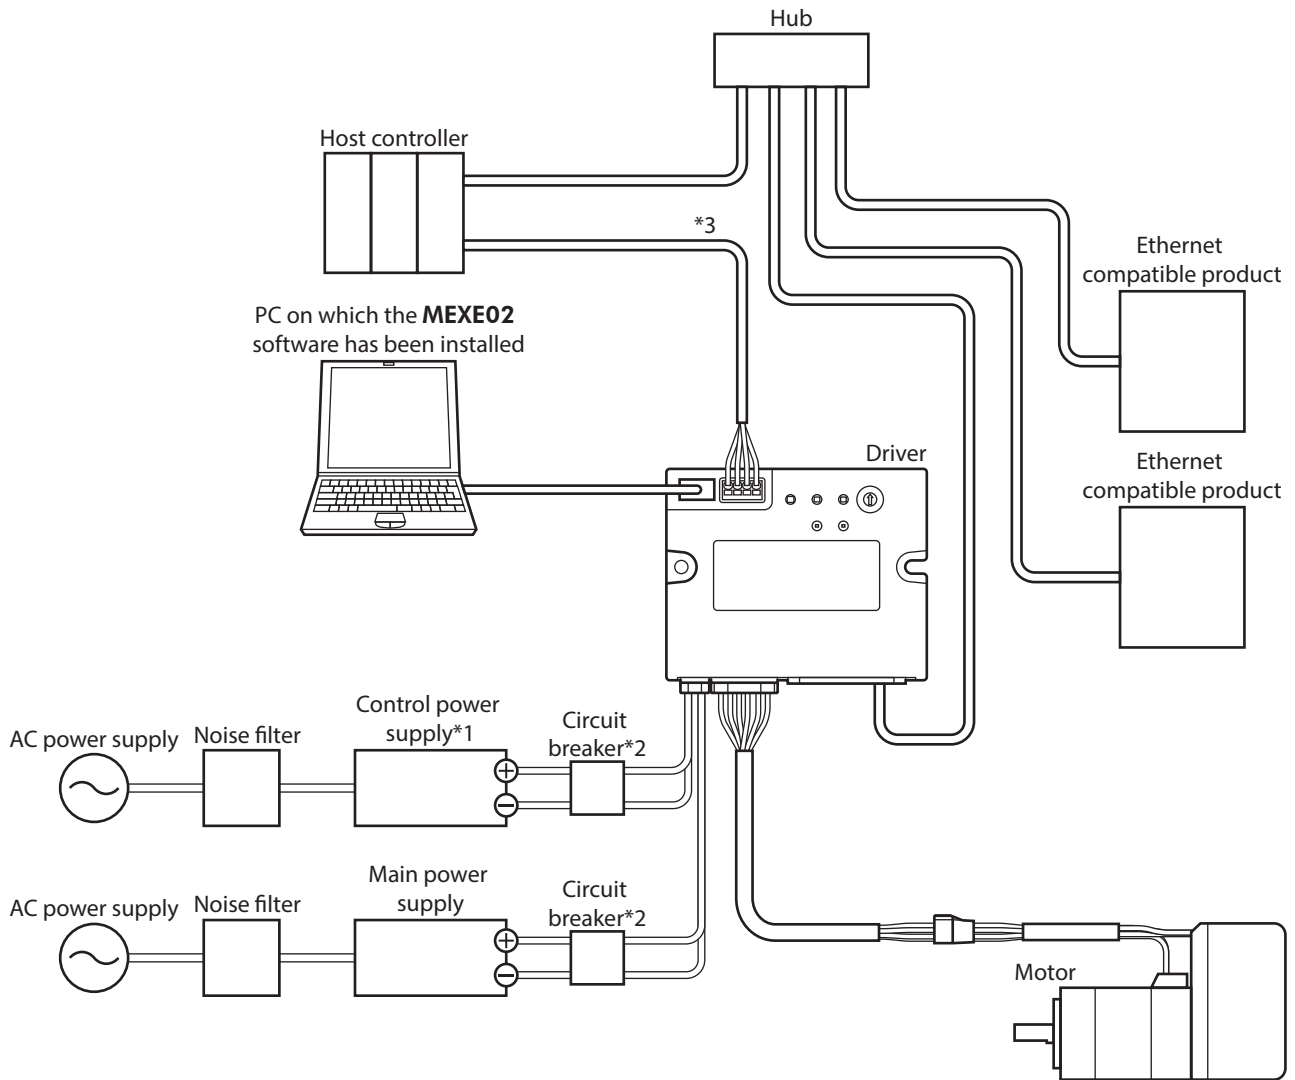 Hub
Host controller
*3
Ethernet
compatible product
PC on which the MEXE02
software has been installed
Driver
Ethernet
compatible product
AC power supply
Noise filter
Control power
supply*1
Circuit
breaker*2
AC power supply
Noise filter
Main power
supply
Circuit
breaker*2
Motor